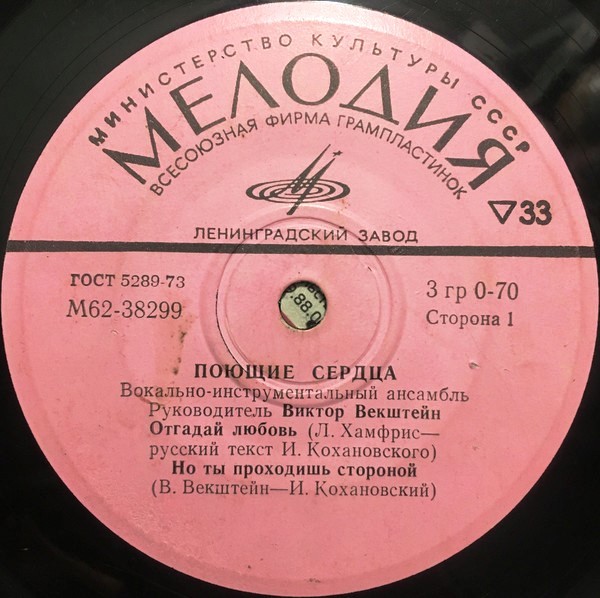 МИНИСТЕРСТВО КУЛЬТУРЫ СССР
МЕЛОДИЯ
ВСЕСОЮЗНАЯ ФИРМА ГРАМПЛАСТИНОК
▽33
ЛЕНИНГРАДСКИЙ ЗАВОД
ГОСТ 5289-73
М62-38299
3 гр 0-70
Сторона 1
ПОЮЩИЕ СЕРДЦА
Вокально-инструментальный ансамбль
Руководитель Виктор Векштейн
Отгадай любовь (Л. Хамфрис—
русский текст И. Кохановского)
Но ты проходишь стороной
(В. Векштейн—И. Кохановский)